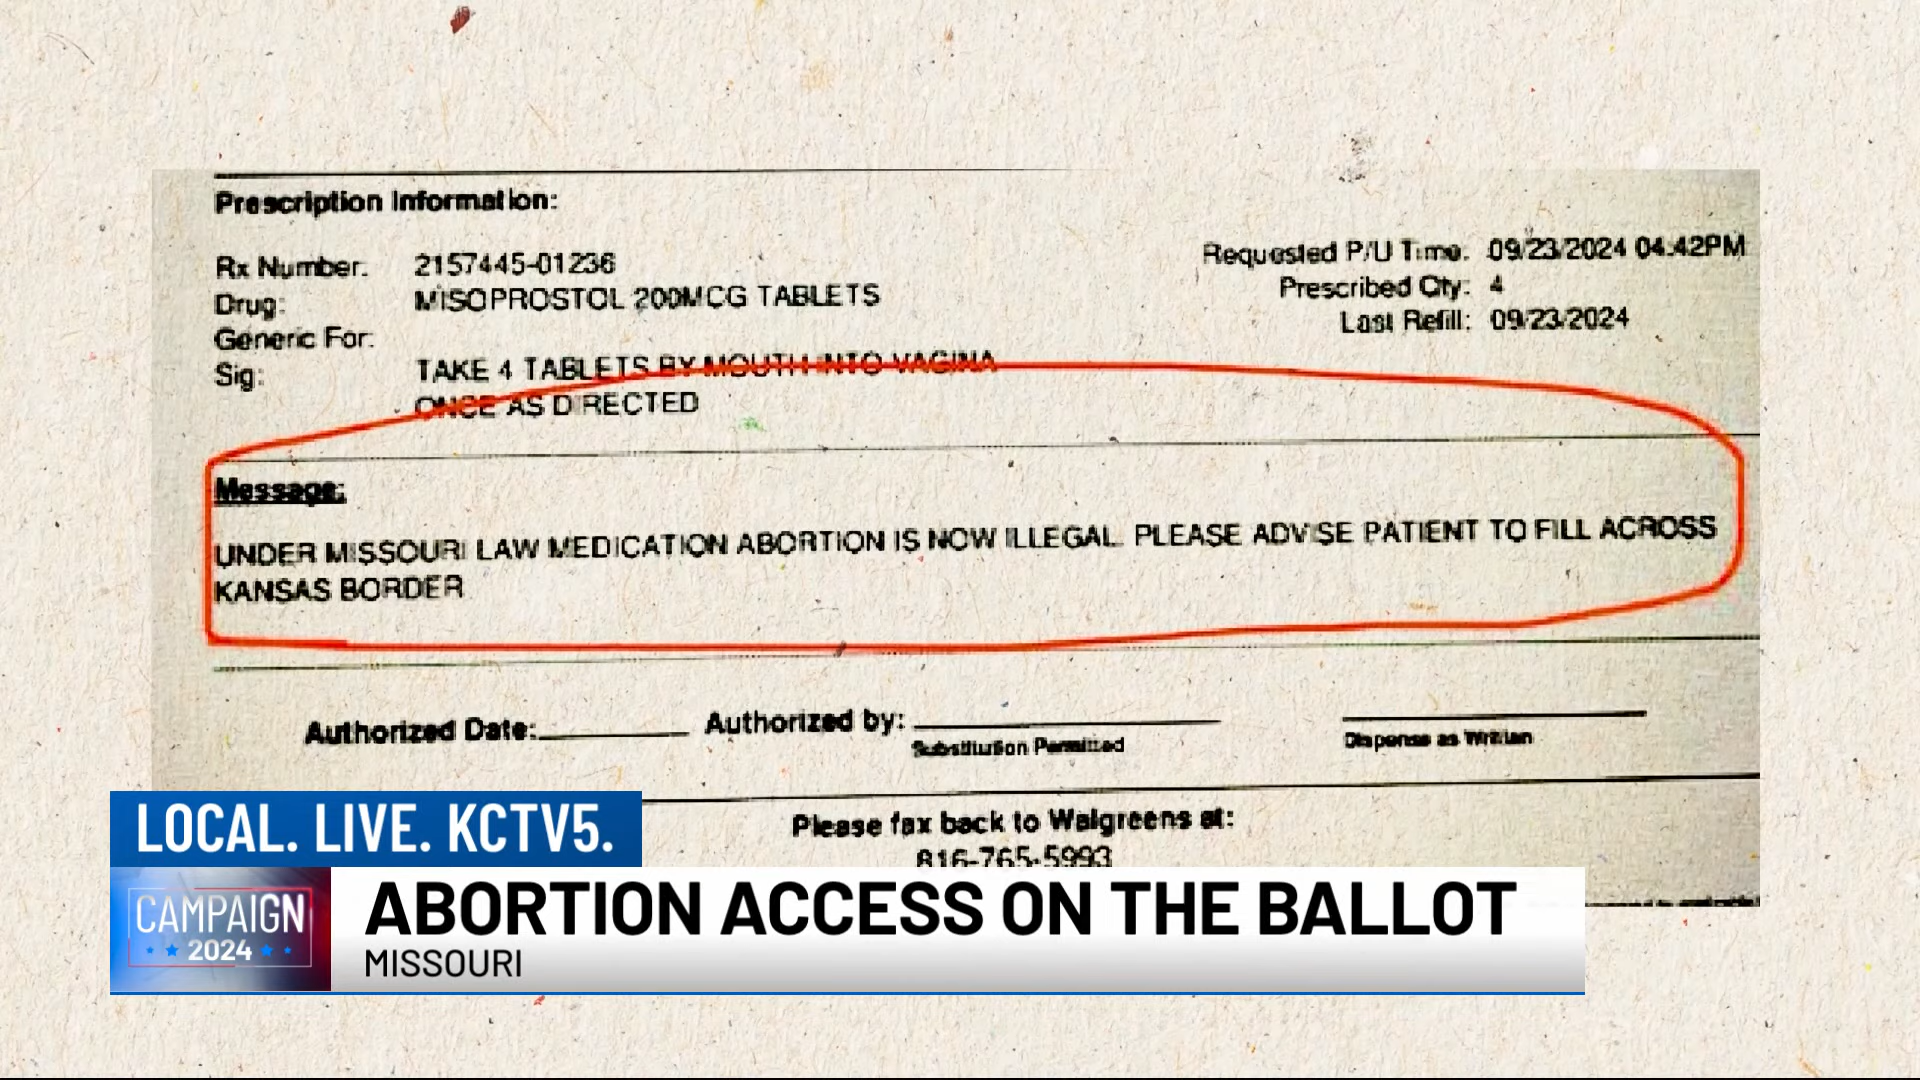 Prescription Information:
Rx Number: 2157445-01236
Requested P/U Time: 09/23/2024 04:42PM
Drug: MISOPROSTOL 200MCG TABLETS
Prescribed Qty: 4
Generic For:
Last Refill: 09/23/2024
Sig: TAKE 4 TABLETS BY MOUTH INTO VAGINA
ONCE AS DIRECTED
Message:
UNDER MISSOURI LAW MEDICATION ABORTION IS NOW ILLEGAL. PLEASE ADVISE PATIENT TO FILL ACROSS
KANSAS BORDER
Authorized Date: Authorized by:
Substitution Permitted
Dispense as Written
Please fax back to Walgreens at:
816-765-5993
LOCAL. LIVE. KCTV5.
CAMPAIGN
2024
ABORTION ACCESS ON THE BALLOT
MISSOURI